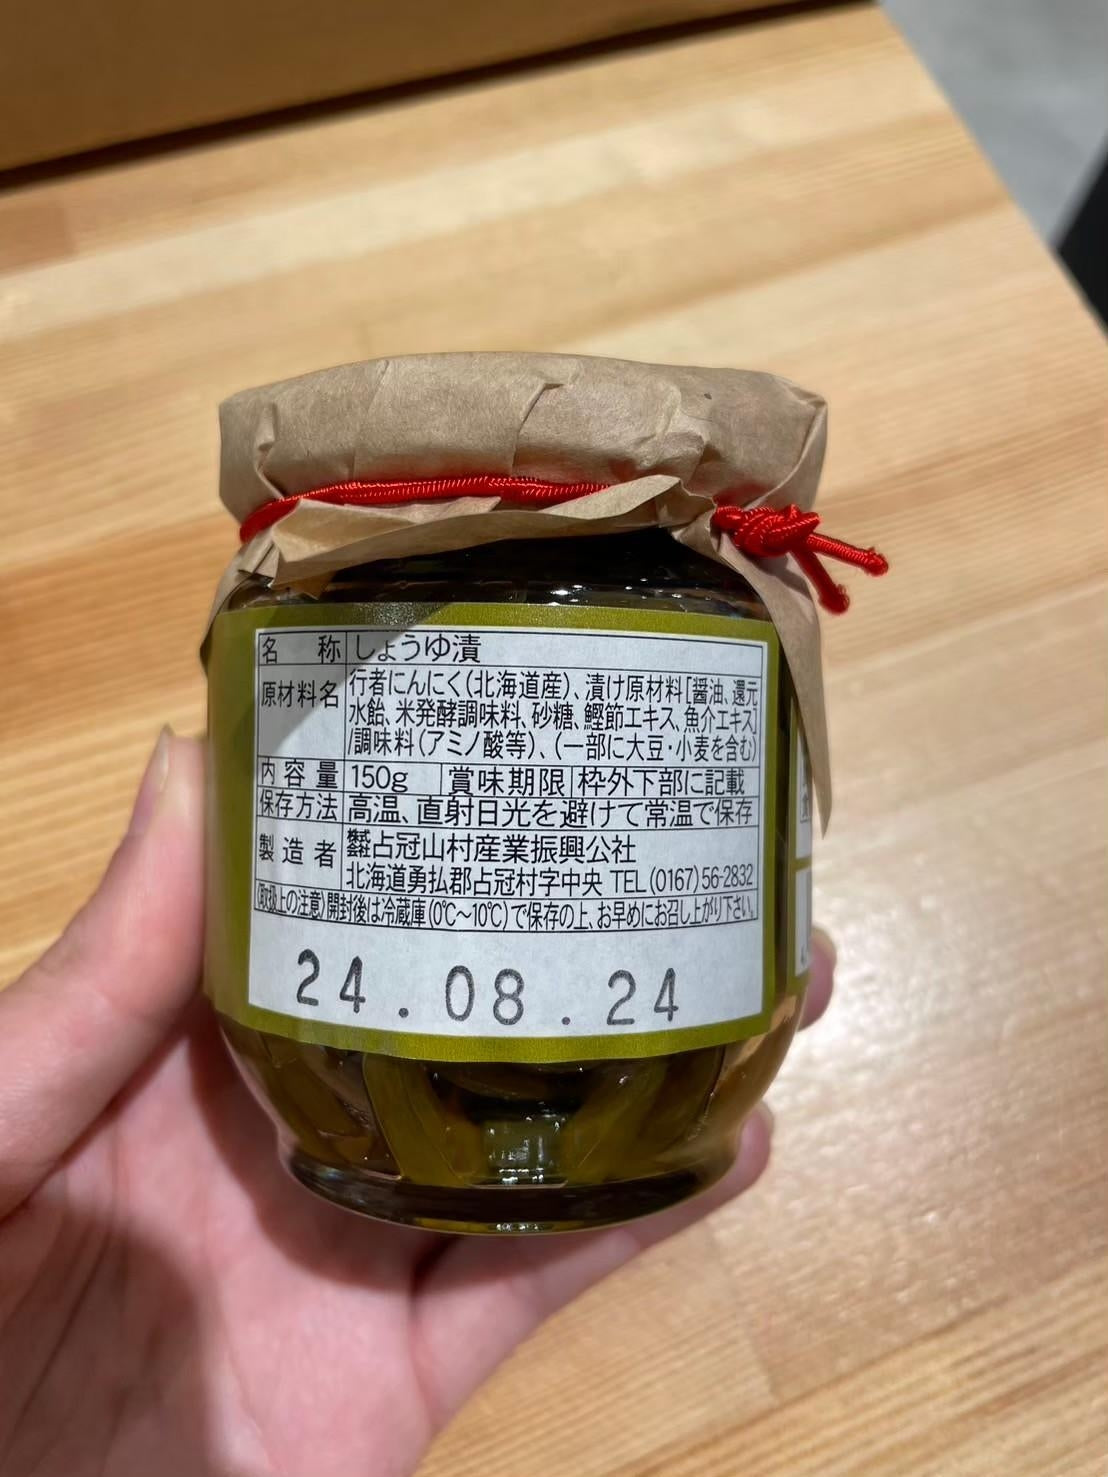 名称 しょうゆ漬
原材料名 行者にんにく(北海道産)、漬け原材料[醤油、還元
水飴、米発酵調味料、砂糖、鰹節エキス、魚介エキス]
/調味料(アミノ酸等)、(一部に大豆・小麦を含む)
内容量 150g 賞味期限 枠外下部に記載
保存方法 高温、直射日光を避けて常温で保存
製造者 株式会社占冠山村産業振興公社
北海道勇払郡占冠村字中央 TEL(0167)56-2832
〈取扱上の注意〉開封後は冷蔵庫(0℃〜10℃)で保存の上、お早めにお召し上がり下さい。
24.08.24